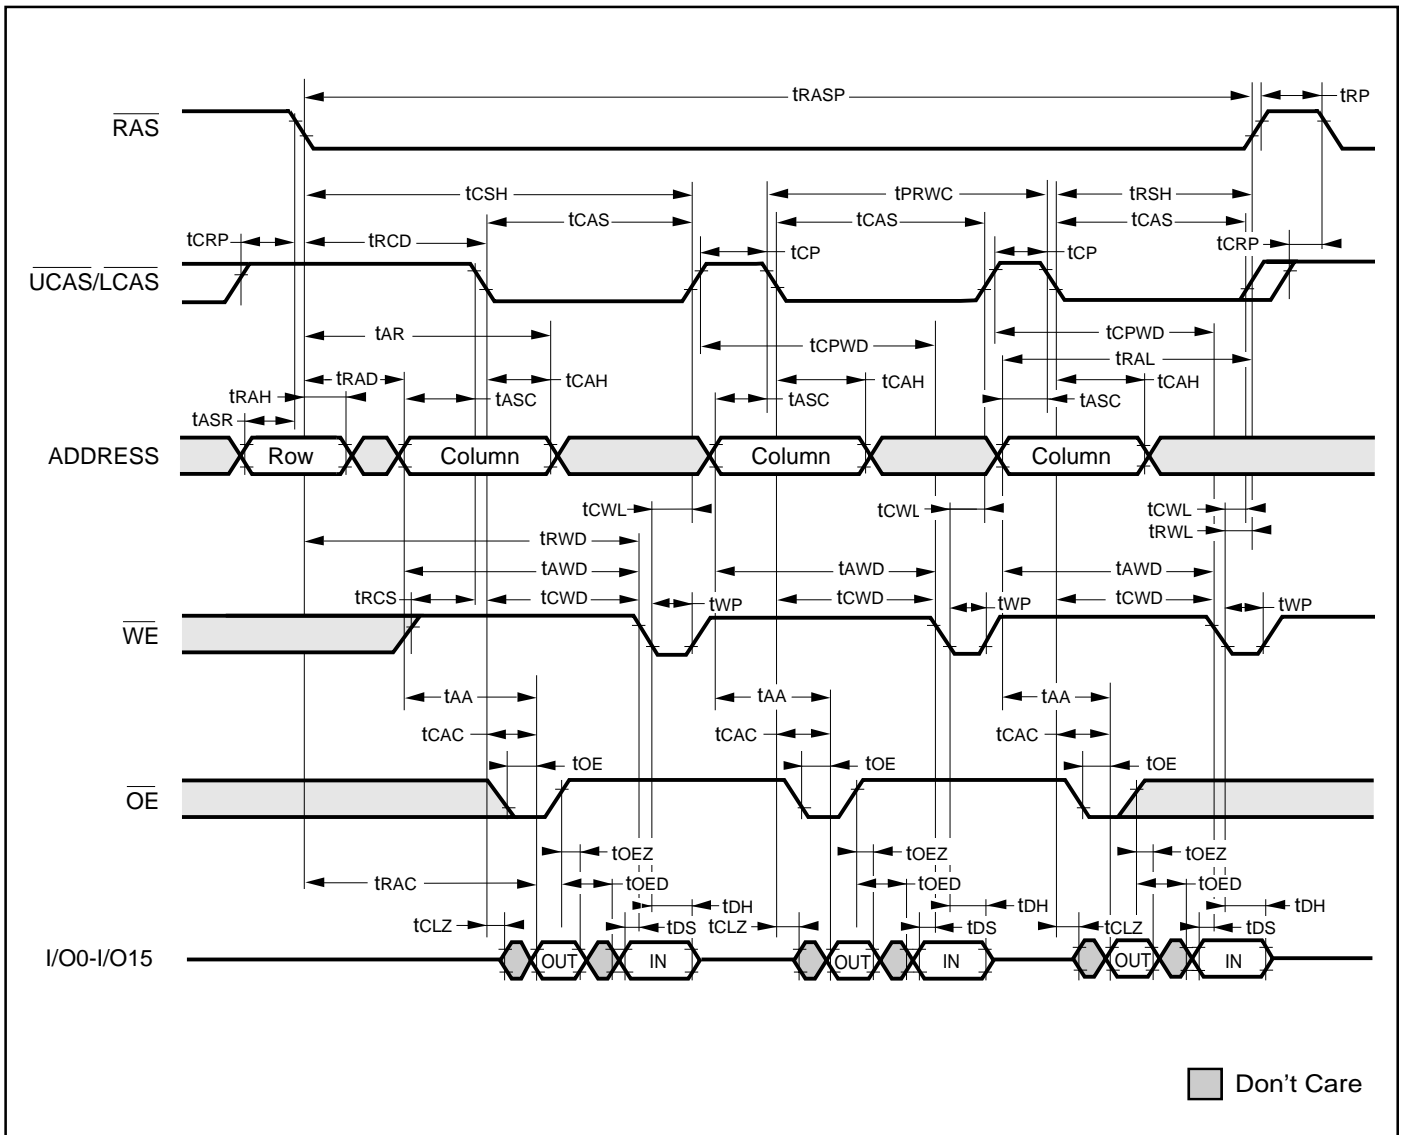 tRASP
tRP
RAS
tCSH
tPRWC
tRSH
tCAS
tCAS
tCAS
tCRP
tRCD
tCP
tCP
tCRP
UCAS/LCAS
tAR
tCPWD
tCPWD
tRAL
tRAH
tRAD
tCAH
tCAH
tCAH
tASR
tASC
tASC
tASC
ADDRESS
Row
Column
Column
Column
tCWL
tCWL
tCWL
tRWD
tRWL
tAWD
tAWD
tAWD
tRCS
tCWD
tWP
tCWD
tWP
tCWD
tWP
WE
tAA
tAA
tAA
tCAC
tCAC
tCAC
tOE
tOE
tOE
OE
tOEZ
tOEZ
tOEZ
tRAC
tOED
tOED
tOED
tDH
tDH
tDH
tCLZ
tDS
tCLZ
tDS
tCLZ
tDS
I/O0-I/O15
OUT
IN
OUT
IN
OUT
IN
Don't Care